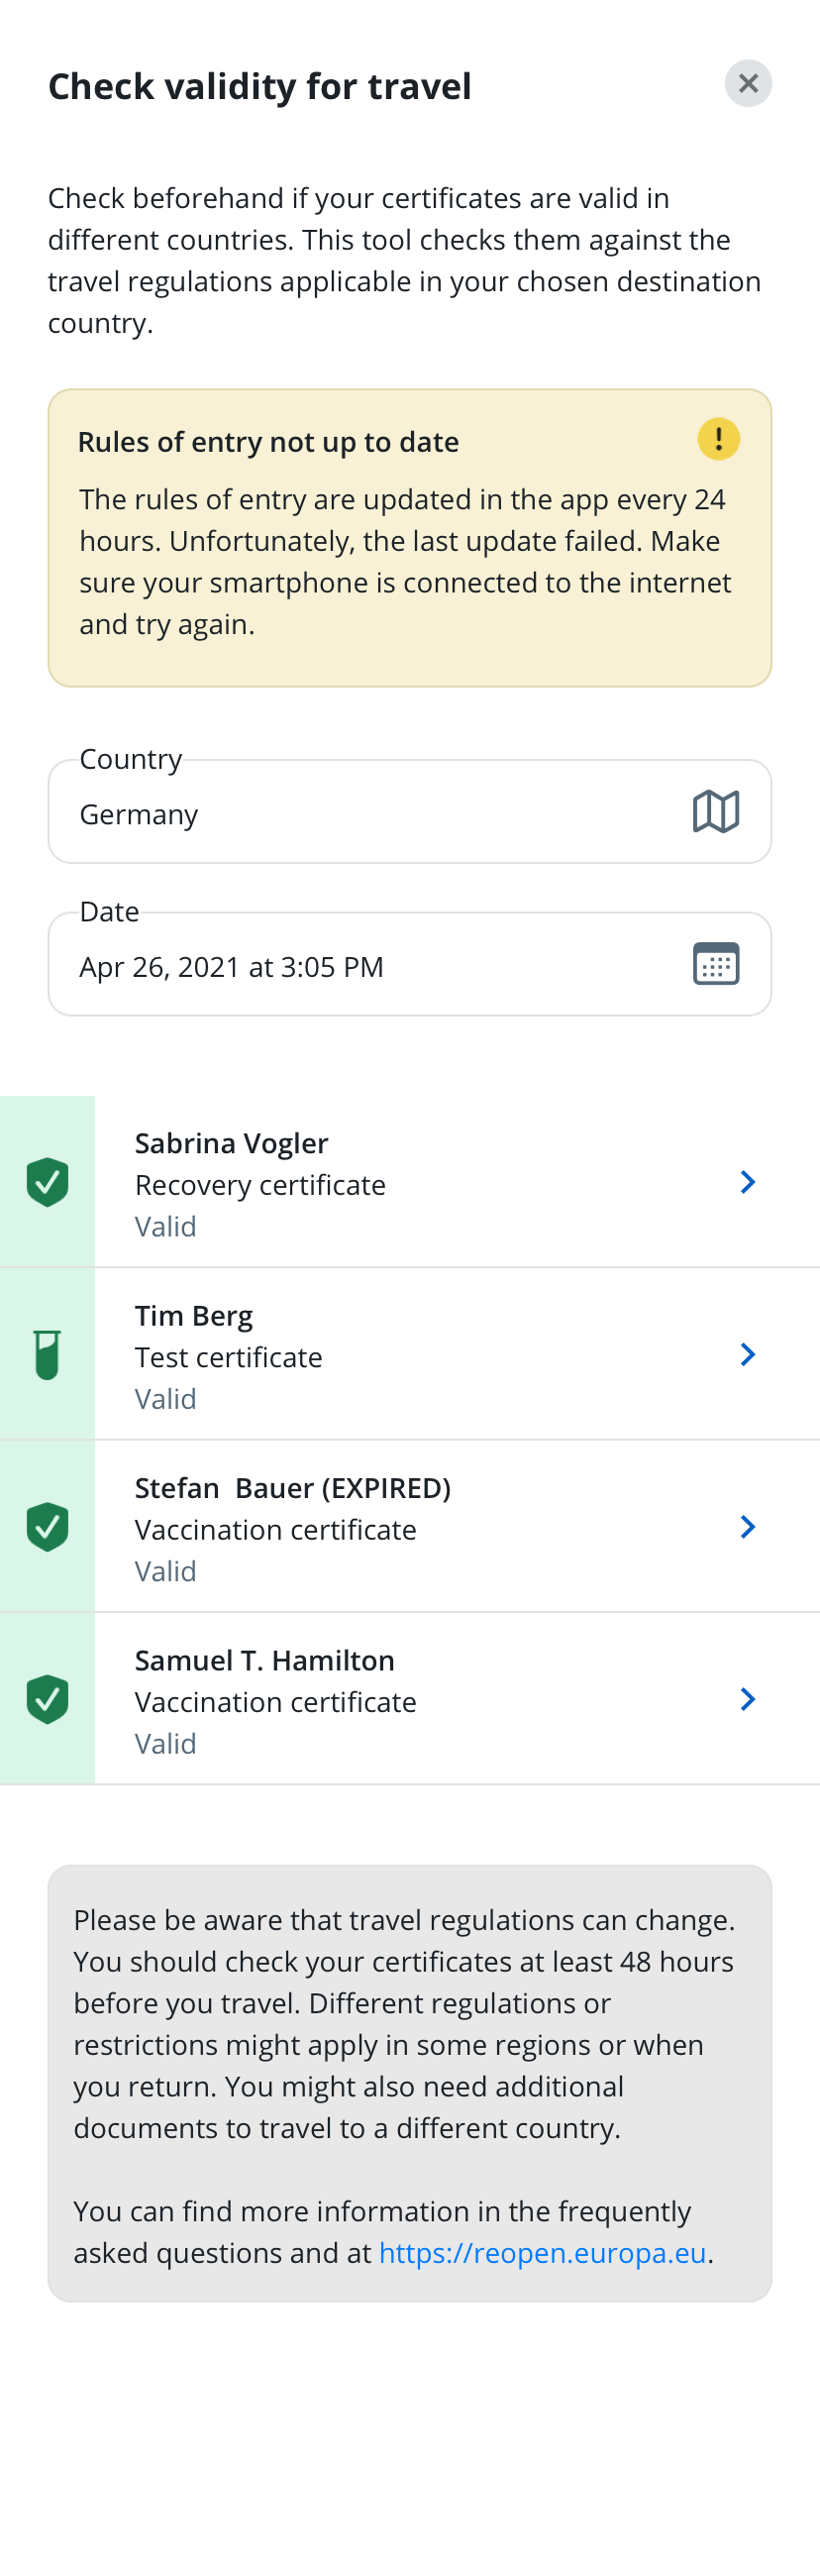 Check validity for travel
Check beforehand if your certificates are valid in
different countries. This tool checks them against the
travel regulations applicable in your chosen destination
country.
Rules of entry not up to date
The rules of entry are updated in the app every 24
hours. Unfortunately, the last update failed. Make
sure your smartphone is connected to the internet
and try again.
Country
Germany
Date
Apr 26, 2021 at 3:05 PM
Sabrina Vogler
Recovery certificate
Valid
Tim Berg
Test certificate
Valid
Stefan  Bauer (EXPIRED)
Vaccination certificate
Valid
Samuel T. Hamilton
Vaccination certificate
Valid
Please be aware that travel regulations can change.
You should check your certificates at least 48 hours
before you travel. Different regulations or
restrictions might apply in some regions or when
you return. You might also need additional
documents to travel to a different country.
You can find more information in the frequently
asked questions and at https://reopen.europa.eu.